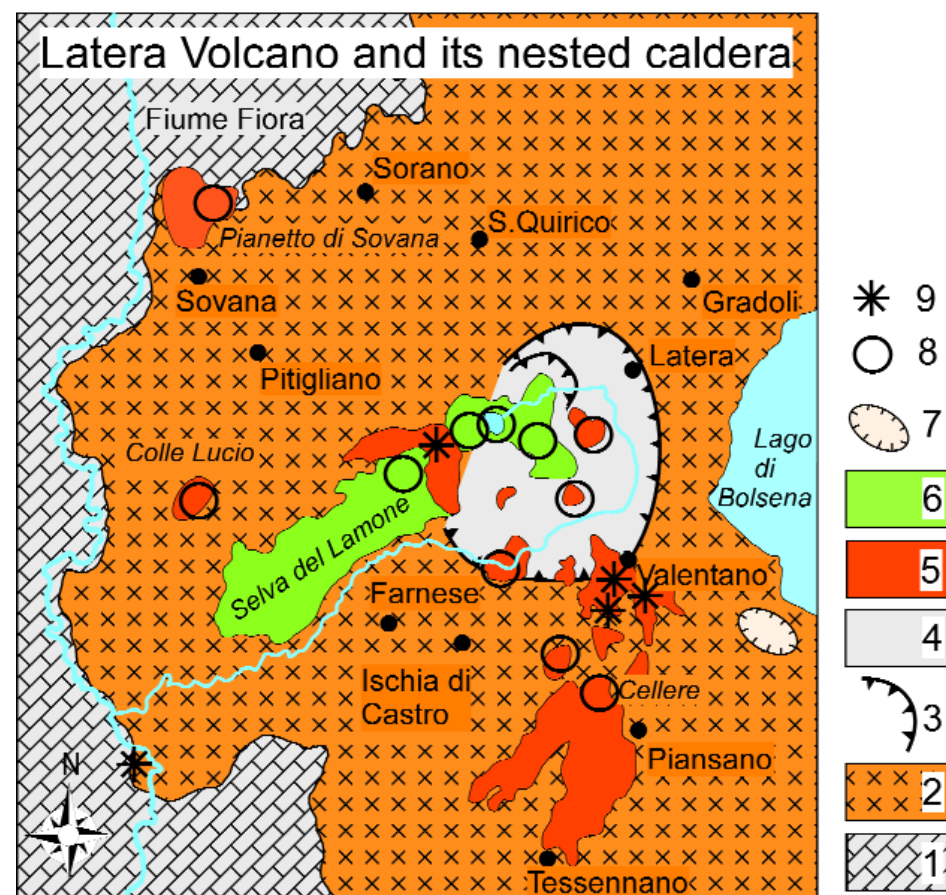 Latera Volcano and its nested caldera
Fiume Fiora
Sorano
Pianetto di Sovana
S.Quirico
Sovana
Gradoli
Pitigliano
Latera
Colle Lucio
Lago
di
Bolsena
Selva del Lamone
Farnese
Valentano
Ischia di
Castro
Cellere
Piansano
N
Tessennano
9
8
7
6
5
4
3
2
1